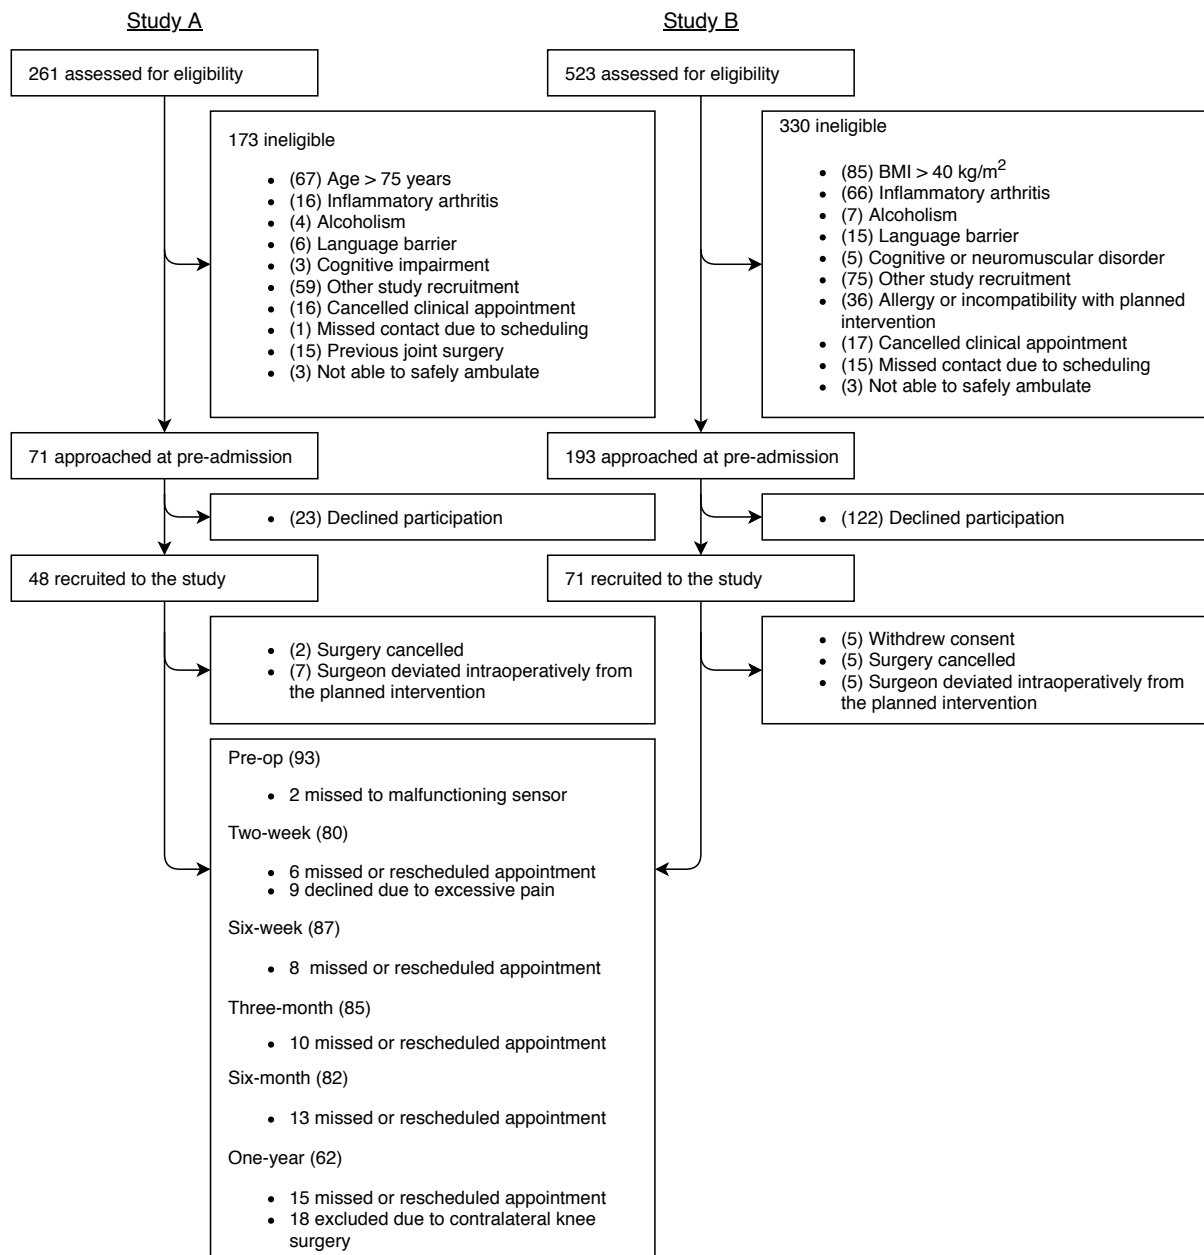 Study A
261 assessed for eligibility
173 ineligible
• (67) Age > 75 years
• (16) Inflammatory arthritis
• (4) Alcoholism
• (6) Language barrier
• (3) Cognitive impairment
• (59) Other study recruitment
• (16) Cancelled clinical appointment
• (1) Missed contact due to scheduling
• (15) Previous joint surgery
• (3) Not able to safely ambulate
71 approached at pre-admission
• (23) Declined participation
48 recruited to the study
• (2) Surgery cancelled
• (7) Surgeon deviated intraoperatively from
the planned intervention
Study B
523 assessed for eligibility
330 ineligible
• (85) BMI > 40 kg/m²
• (66) Inflammatory arthritis
• (7) Alcoholism
• (15) Language barrier
• (5) Cognitive or neuromuscular disorder
• (75) Other study recruitment
• (36) Allergy or incompatibility with planned
intervention
• (17) Cancelled clinical appointment
• (15) Missed contact due to scheduling
• (3) Not able to safely ambulate
193 approached at pre-admission
• (122) Declined participation
71 recruited to the study
• (5) Withdrew consent
• (5) Surgery cancelled
• (5) Surgeon deviated intraoperatively from
the planned intervention
Pre-op (93)
• 2 missed to malfunctioning sensor
Two-week (80)
• 6 missed or rescheduled appointment
• 9 declined due to excessive pain
Six-week (87)
• 8 missed or rescheduled appointment
Three-month (85)
• 10 missed or rescheduled appointment
Six-month (82)
• 13 missed or rescheduled appointment
One-year (62)
• 15 missed or rescheduled appointment
• 18 excluded due to contralateral knee
surgery